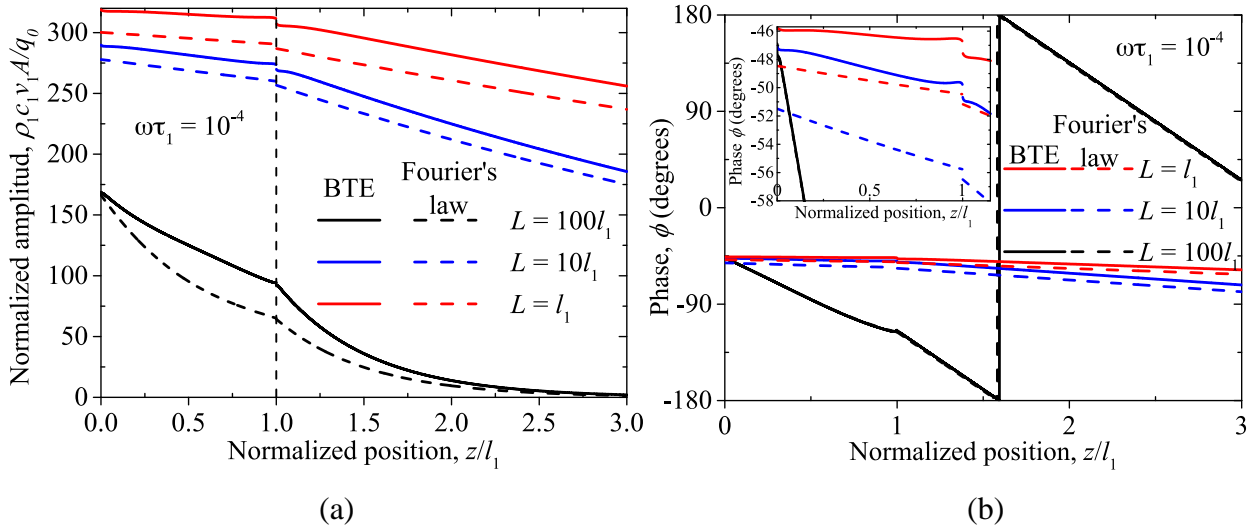 (a)
Normalized amplitud, ρ₁c₁v₁A/q₀
300
250
200
150
100
50
0
ωτ₁ = 10⁻⁴
BTE
Fourier's
law
L = 100l₁
L = 10l₁
L = l₁
0.0
0.5
1.0
1.5
2.0
2.5
3.0
Normalized position, z/l₁
(a)
(b)
Phase, ϕ (degrees)
180
90
0
-90
-180
ωτ₁ = 10⁻⁴
Phase ϕ (degrees)
-46
-48
-50
-52
-54
-56
-58
0
0.5
1
Normalized position, z/l₁
Fourier's
BTE
law
L = l₁
L = 10l₁
L = 100l₁
0
1
2
3
Normalized position, z/l₁
(b)